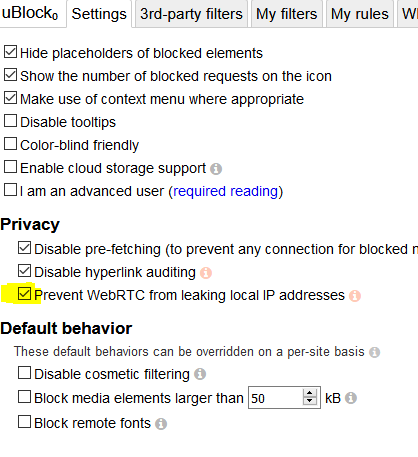 uBlock₀ Settings 3rd-party filters My filters My rules
Hide placeholders of blocked elements
Show the number of blocked requests on the icon
Make use of context menu where appropriate
Disable tooltips
Color-blind friendly
Enable cloud storage support
I am an advanced user (required reading)
Privacy
Disable pre-fetching (to prevent any connection for blocked
Disable hyperlink auditing
Prevent WebRTC from leaking local IP addresses
Default behavior
These default behaviors can be overridden on a per-site basis
Disable cosmetic filtering
Block media elements larger than 50 kB
Block remote fonts